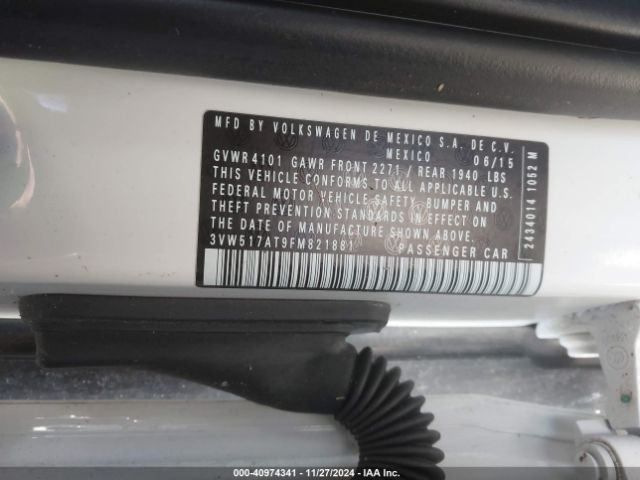 MFD BY VOLKSWAGEN DE MEXICO S.A. DE C.V.
MEXICO 06/15
GVWR 4101 GAWR FRONT 2271 / REAR 1940 LBS
THIS VEHICLE CONFORMS TO ALL APPLICABLE U.S.
FEDERAL MOTOR VEHICLE SAFETY, BUMPER AND
THEFT PREVENTION STANDARDS IN EFFECT ON
THE DATE OF MANUFACTURE SHOWN ABOVE.
3VW517AT9FM821881 PASSENGER CAR
2434014 1052 M
000-40974341 - 11/27/2024 - IAA Inc.